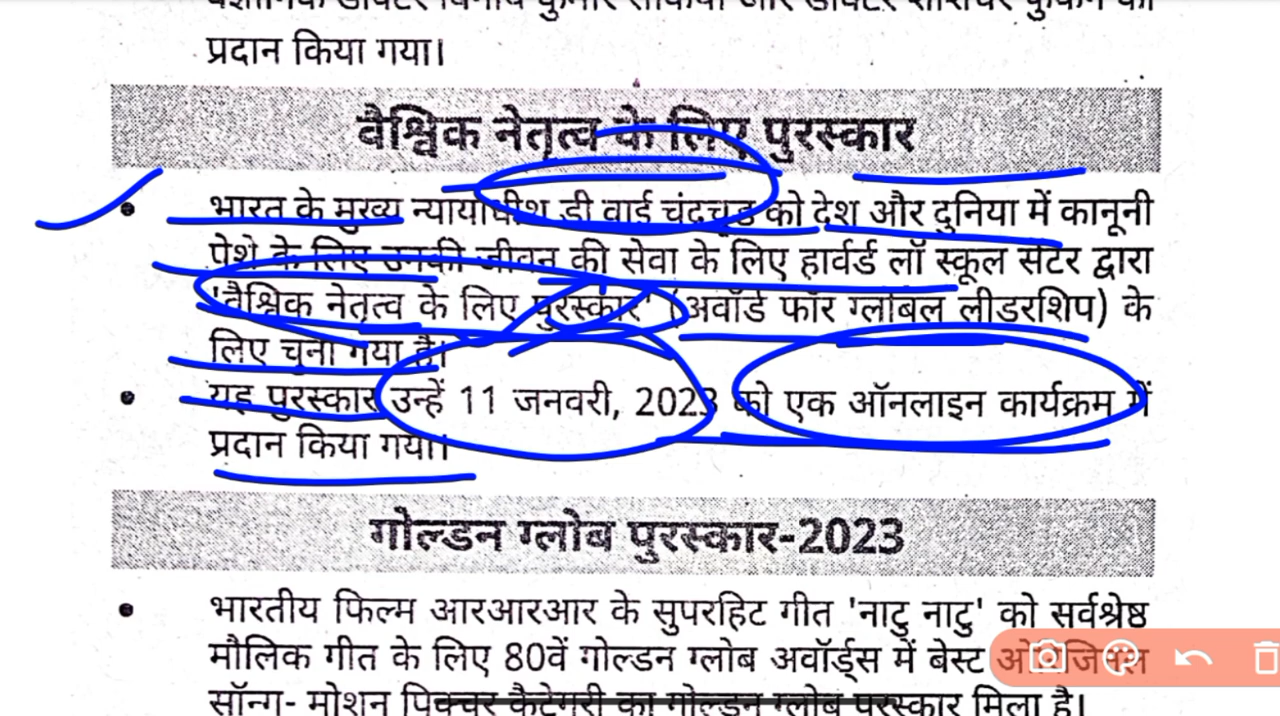 प्रदान किया गया।
वैश्विक नेतृत्व के लिए पुरस्कार
• भारत के मुख्य न्यायाधीश डी वाई चंद्रचूड़ को देश और दुनिया में कानूनी
पेशे के लिए उनकी जीवन की सेवा के लिए हार्वर्ड लॉ स्कूल सेंटर द्वारा
'वैश्विक नेतृत्व के लिए पुरस्कार' (अवॉर्ड फॉर ग्लोबल लीडरशिप) के
लिए चुना गया है।
• यह पुरस्कार उन्हें 11 जनवरी, 2023 को एक ऑनलाइन कार्यक्रम में
प्रदान किया गया।
गोल्डन ग्लोब पुरस्कार-2023
• भारतीय फिल्म आरआरआर के सुपरहिट गीत 'नाटु नाटु' को सर्वश्रेष्ठ
मौलिक गीत के लिए 80वें गोल्डन ग्लोब अवॉर्ड्स में बेस्ट ओरिजिनल
सॉन्ग- मोशन पिक्चर कैटेगरी का गोल्डन ग्लोब पुरस्कार मिला है।